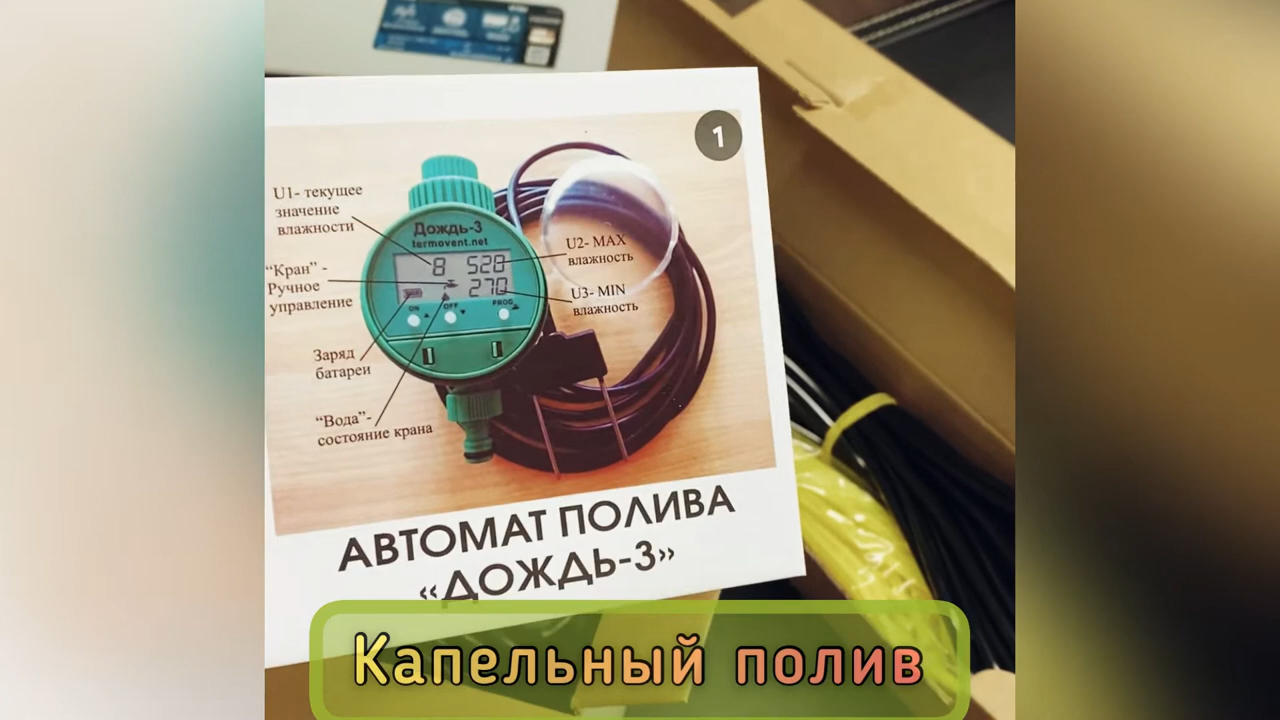 1
U1- текущее
значение
влажности
Дождь-3
termovent.net
8 528
270
U2- MAX
влажность
“Кран” -
Ручное
управление
U3- MIN
влажность
ON OFF PROG
Заряд
батареи
“Вода”-
состояние крана
АВТОМАТ ПОЛИВА
«ДОЖДЬ-3»
Капельный полив